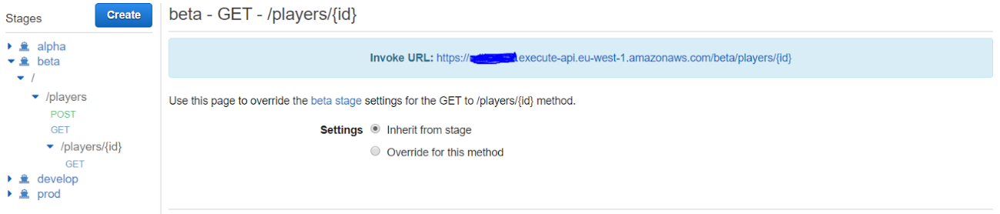 Stages
Create
alpha
beta
/
/players
POST
GET
/players/{id}
GET
develop
prod
beta - GET - /players/{id}
Invoke URL: https:// .execute-api.eu-west-1.amazonaws.com/beta/players/{id}
Use this page to override the beta stage settings for the GET to /players/{id} method.
Settings Inherit from stage
Override for this method